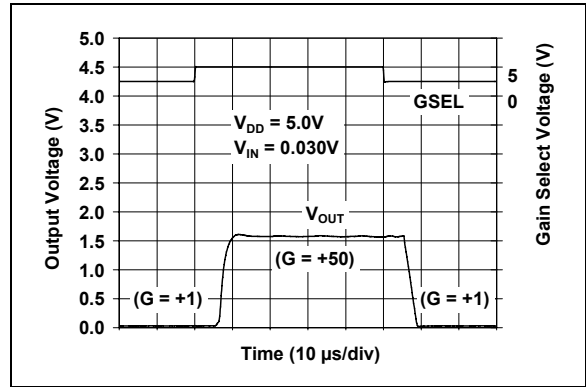 5.0
4.5
4.0
3.5
3.0
2.5
2.0
1.5
1.0
0.5
0.0
Output Voltage (V)
5
0
Gain Select Voltage (V)
GSEL
VDD = 5.0V
VIN = 0.030V
VOUT
(G = +50)
(G = +1)
(G = +1)
Time (10 µs/div)